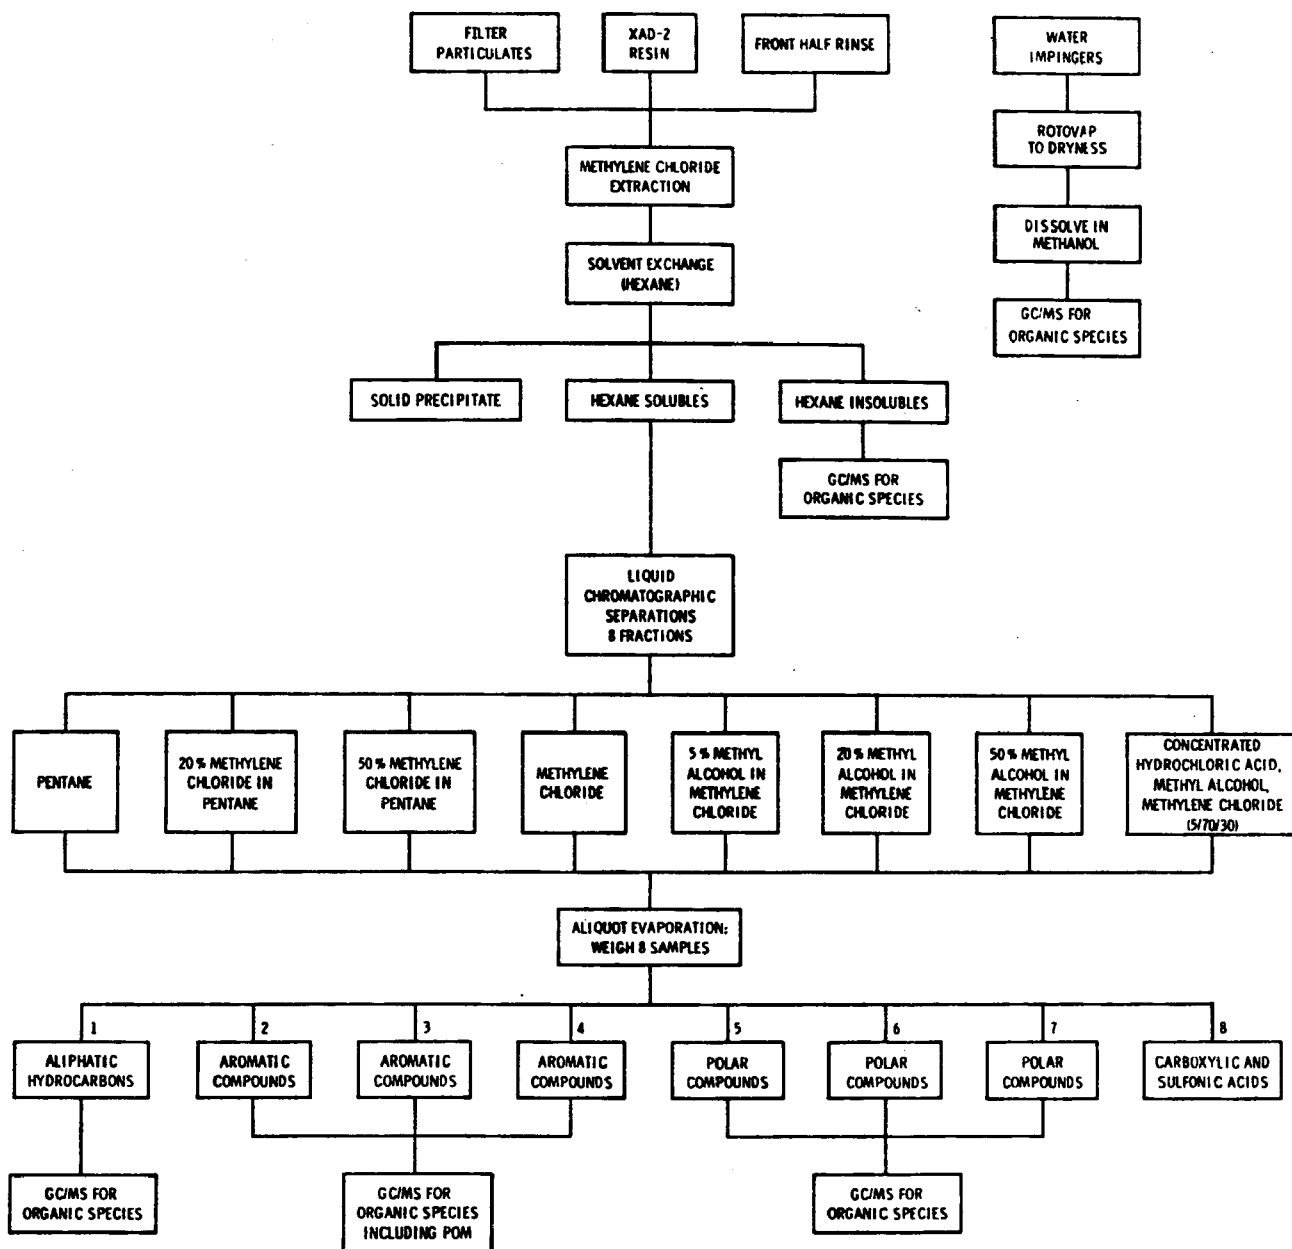 FILTER
PARTICULATES
XAD-2
RESIN
FRONT HALF RINSE
WATER
IMPINGERS
ROTOVAP
TO DRYNESS
METHYLENE CHLORIDE
EXTRACTION
DISSOLVE IN
METHANOL
SOLVENT EXCHANGE
(HEXANE)
GC/MS FOR
ORGANIC SPECIES
SOLID PRECIPITATE
HEXANE SOLUBLES
HEXANE INSOLUBLES
GC/MS FOR
ORGANIC SPECIES
LIQUID
CHROMATOGRAPHIC
SEPARATIONS
8 FRACTIONS
PENTANE
20% METHYLENE
CHLORIDE IN
PENTANE
50% METHYLENE
CHLORIDE IN
PENTANE
METHYLENE
CHLORIDE
5% METHYL
ALCOHOL IN
METHYLENE
CHLORIDE
20% METHYL
ALCOHOL IN
METHYLENE
CHLORIDE
50% METHYL
ALCOHOL IN
METHYLENE
CHLORIDE
CONCENTRATED
HYDROCHLORIC ACID,
METHYL ALCOHOL,
METHYLENE CHLORIDE
(5/70/30)
ALIQUOT EVAPORATION:
WEIGH 8 SAMPLES
1
ALIPHATIC
HYDROCARBONS
2
AROMATIC
COMPOUNDS
3
AROMATIC
COMPOUNDS
4
AROMATIC
COMPOUNDS
5
POLAR
COMPOUNDS
6
POLAR
COMPOUNDS
7
POLAR
COMPOUNDS
8
CARBOXYLIC AND
SULFONIC ACIDS
GC/MS FOR
ORGANIC SPECIES
GC/MS FOR
ORGANIC SPECIES
INCLUDING POM
GC/MS FOR
ORGANIC SPECIES